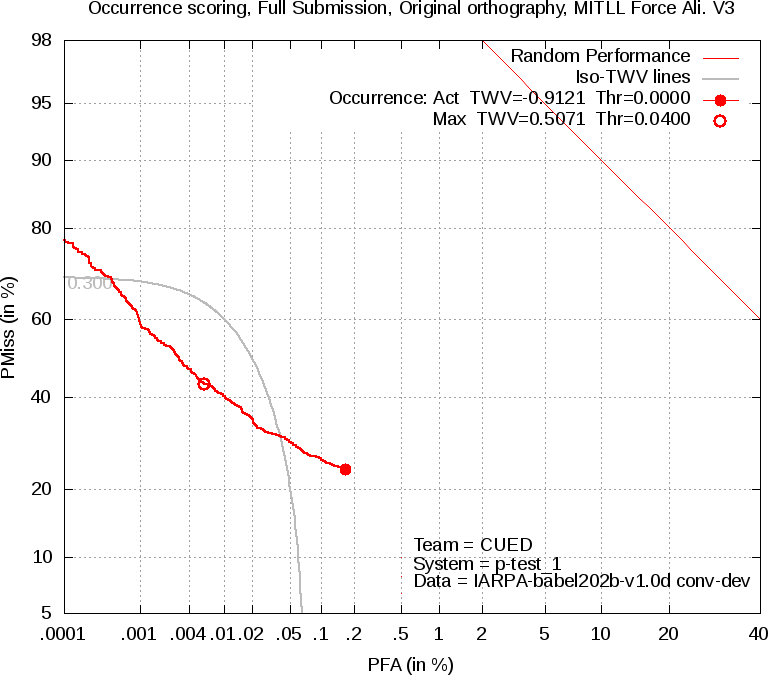 Occurrence scoring, Full Submission, Original orthography, MITLL Force Ali. V3
Random Performance
Iso-TWV lines
Occurrence: Act TWV=-0.9121 Thr=0.0000
Max TWV=0.5071 Thr=0.0400
98
95
90
80
60
40
20
10
5
PMiss (in %)
0.300
Team = CUED
System = p-test_1
Data = IARPA-babel202b-v1.0d conv-dev
.0001 .001 .004 .01 .02 .05 .1 .2 .5 1 2 5 10 20 40
PFA (in %)